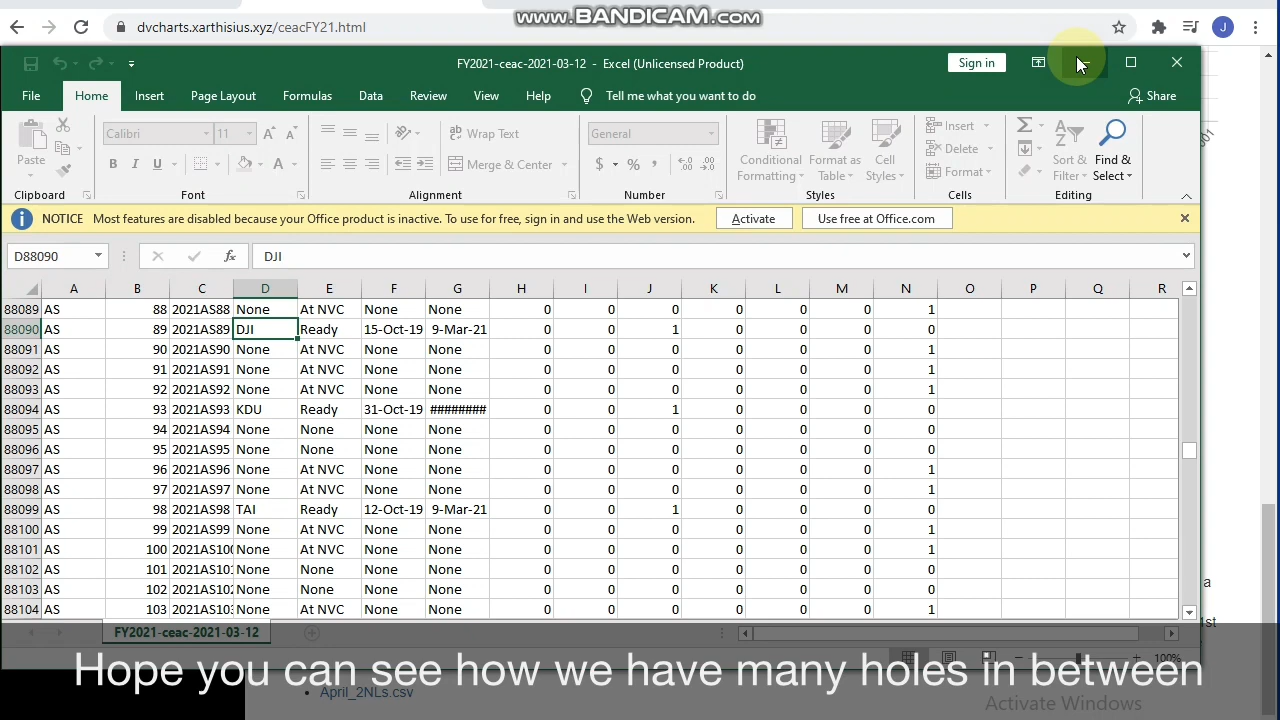 www.BANDICAM.com
dvcharts.xarthisius.xyz/ceacFY21.html
J
FY2021-ceac-2021-03-12 - Excel (Unlicensed Product)
Sign in
File Home Insert Page Layout Formulas Data Review View Help Tell me what you want to do Share
Paste Calibri 11 Wrap Text General Conditional Formatting Format as Table Cell Styles Insert Sort & Filter Find & Select
B I U A Merge & Center $ % , Delete
Format
Clipboard Font Alignment Number Styles Cells Editing
NOTICE Most features are disabled because your Office product is inactive. To use for free, sign in and use the Web version. Activate Use free at Office.com
D88090 fx DJI
A B C D E F G H I J K L M N O P Q R
88089 AS 88 2021AS88 None At NVC None None 0 0 0 0 0 0 1
88090 AS 89 2021AS89 DJI Ready 15-Oct-19 9-Mar-21 0 0 1 0 0 0 0
88091 AS 90 2021AS90 None At NVC None None 0 0 0 0 0 0 1
88092 AS 91 2021AS91 None At NVC None None 0 0 0 0 0 0 1
88093 AS 92 2021AS92 None At NVC None None 0 0 0 0 0 0 1
88094 AS 93 2021AS93 KDU Ready 31-Oct-19 ######## 0 0 1 0 0 0 0
88095 AS 94 2021AS94 None None None None 0 0 0 0 0 0 0
88096 AS 95 2021AS95 None None None None 0 0 0 0 0 0 0
88097 AS 96 2021AS96 None At NVC None None 0 0 0 0 0 0 1
88098 AS 97 2021AS97 None At NVC None None 0 0 0 0 0 0 1
88099 AS 98 2021AS98 TAI Ready 12-Oct-19 9-Mar-21 0 0 1 0 0 0 0
88100 AS 99 2021AS99 None At NVC None None 0 0 0 0 0 0 1
88101 AS 100 2021AS100 None At NVC None None 0 0 0 0 0 0 1
88102 AS 101 2021AS101 None None None None 0 0 0 0 0 0 0
88103 AS 102 2021AS102 None None None None 0 0 0 0 0 0 0
88104 AS 103 2021AS103 None At NVC None None 0 0 0 0 0 0 1
FY2021-ceac-2021-03-12
100%
Hope you can see how we have many holes in between
April_2NLs.csv
Activate Windows